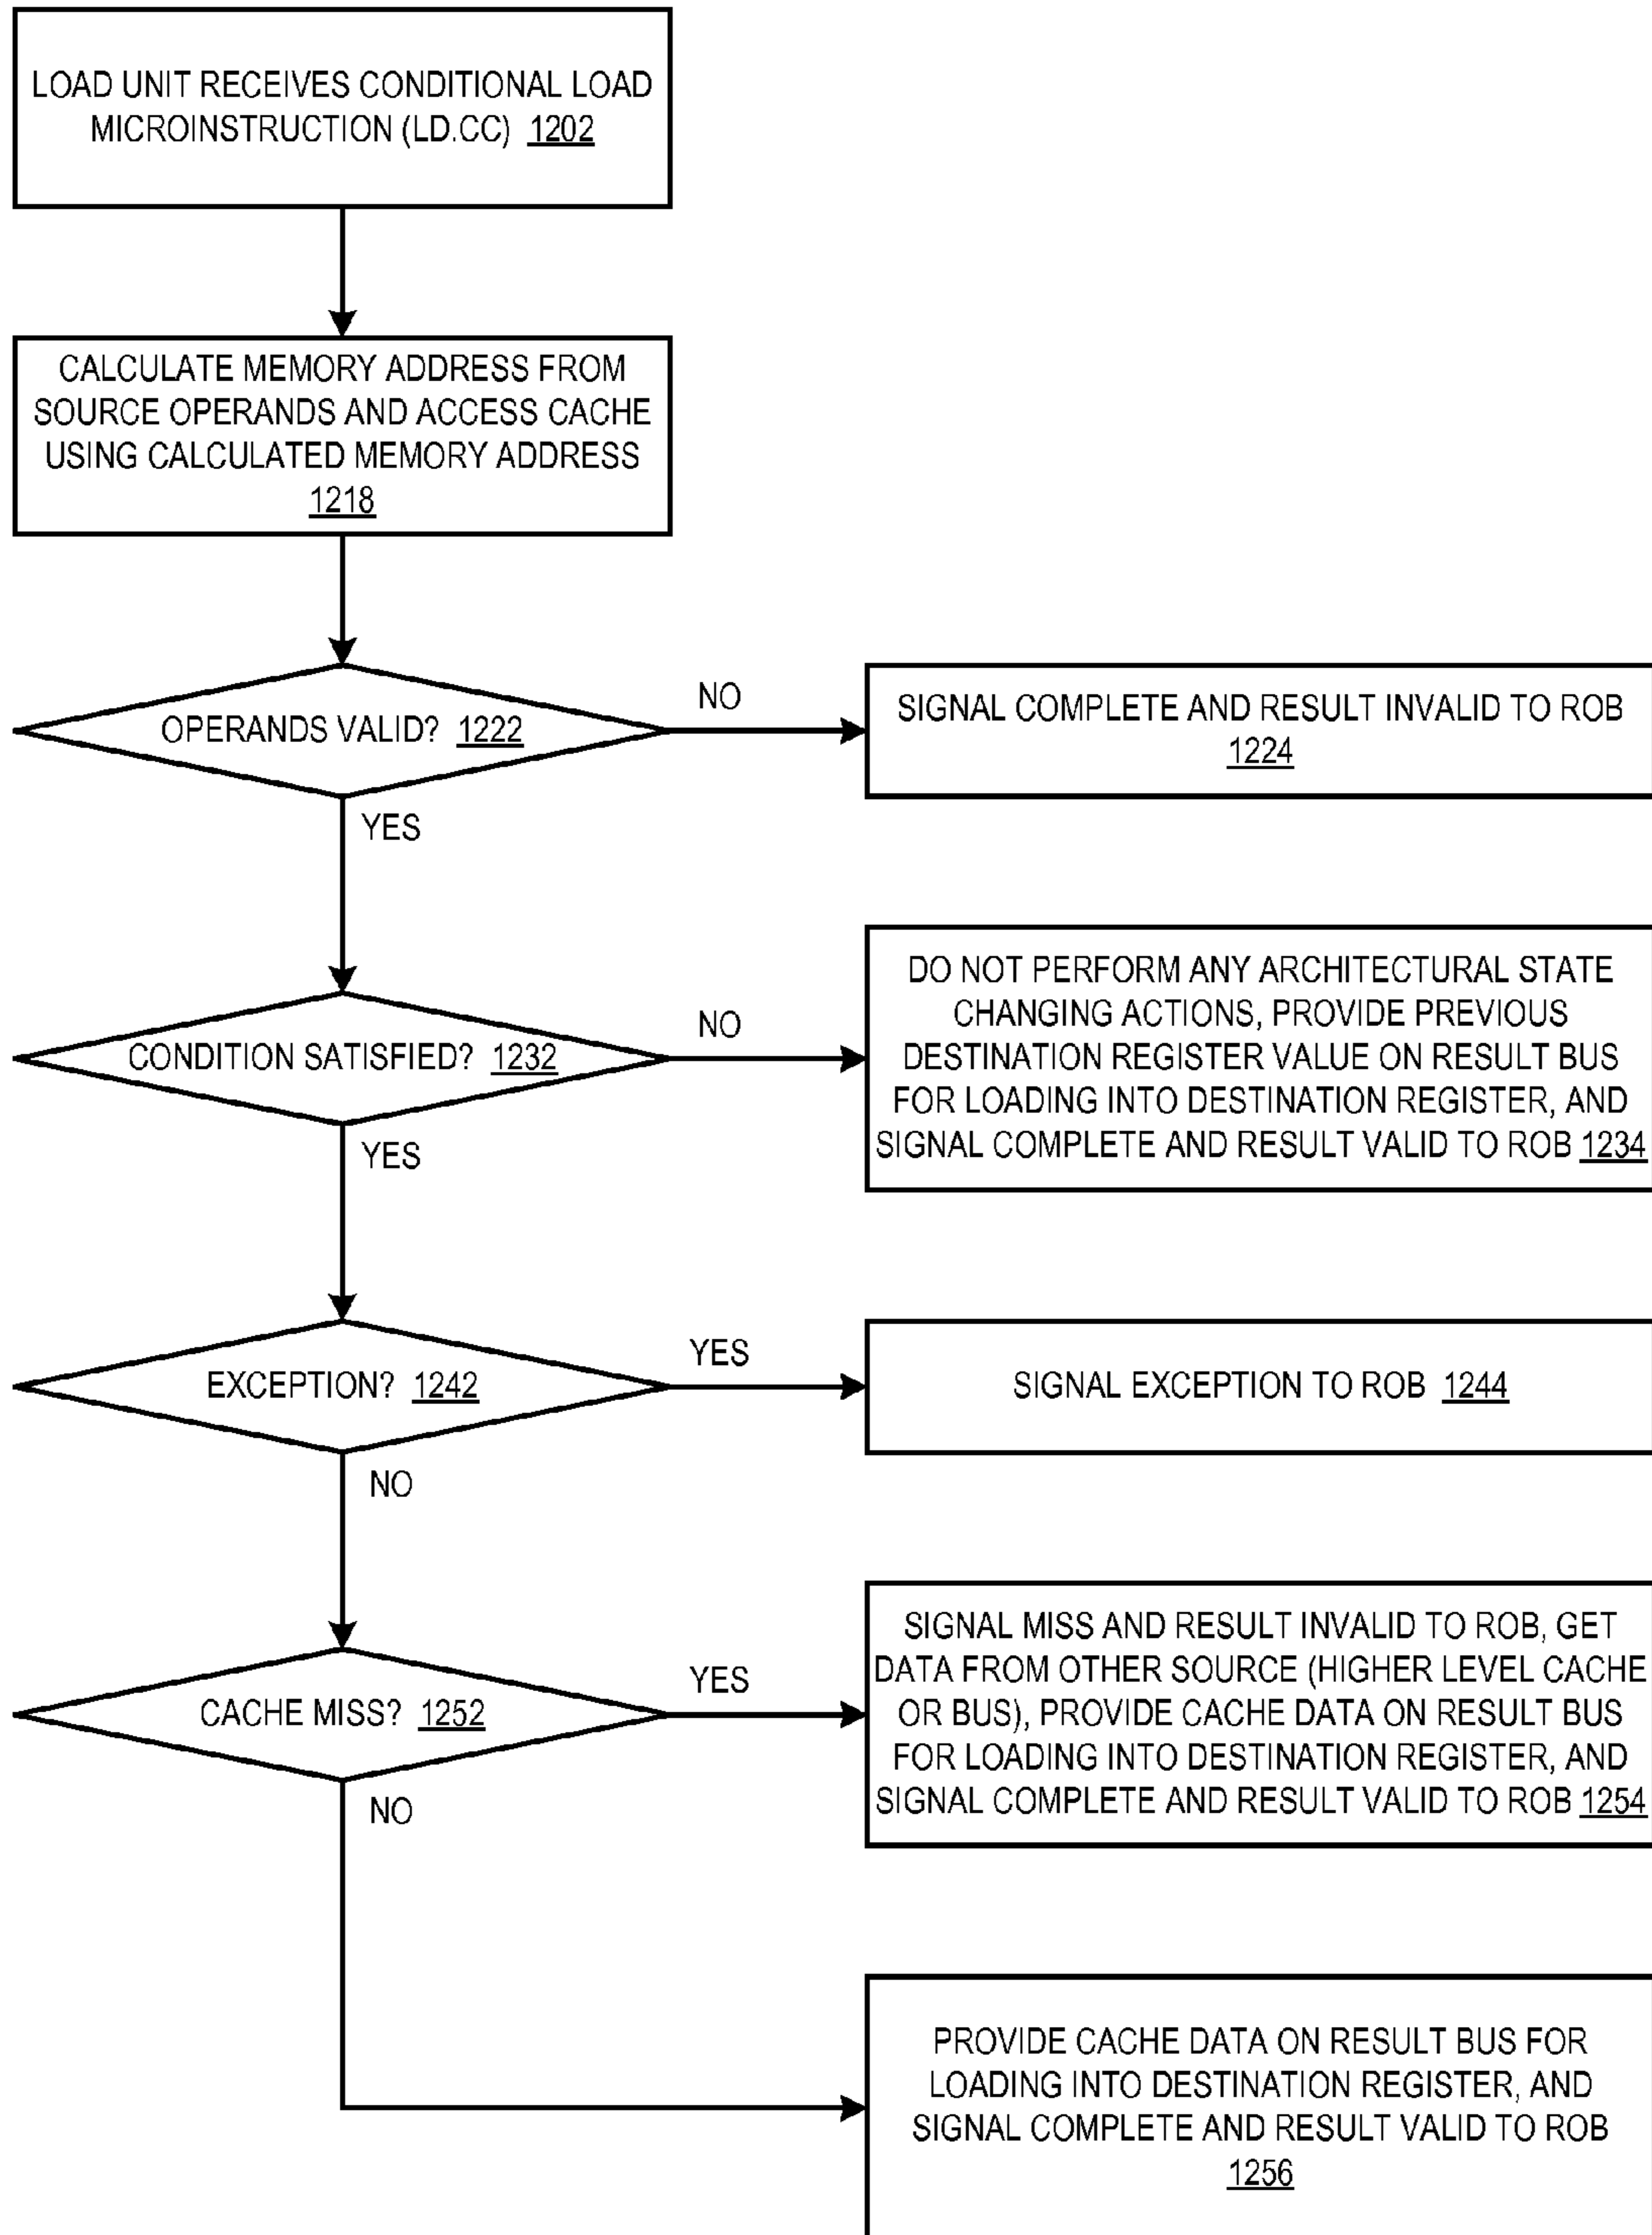 LOAD UNIT RECEIVES CONDITIONAL LOAD
MICROINSTRUCTION (LD.CC) 1202
CALCULATE MEMORY ADDRESS FROM
SOURCE OPERANDS AND ACCESS CACHE
USING CALCULATED MEMORY ADDRESS
1218
OPERANDS VALID? 1222
NO
SIGNAL COMPLETE AND RESULT INVALID TO ROB
1224
YES
CONDITION SATISFIED? 1232
NO
DO NOT PERFORM ANY ARCHITECTURAL STATE
CHANGING ACTIONS, PROVIDE PREVIOUS
DESTINATION REGISTER VALUE ON RESULT BUS
FOR LOADING INTO DESTINATION REGISTER, AND
SIGNAL COMPLETE AND RESULT VALID TO ROB 1234
YES
EXCEPTION? 1242
YES
SIGNAL EXCEPTION TO ROB 1244
NO
CACHE MISS? 1252
YES
SIGNAL MISS AND RESULT INVALID TO ROB, GET
DATA FROM OTHER SOURCE (HIGHER LEVEL CACHE
OR BUS), PROVIDE CACHE DATA ON RESULT BUS
FOR LOADING INTO DESTINATION REGISTER, AND
SIGNAL COMPLETE AND RESULT VALID TO ROB 1254
NO
PROVIDE CACHE DATA ON RESULT BUS FOR
LOADING INTO DESTINATION REGISTER, AND
SIGNAL COMPLETE AND RESULT VALID TO ROB
1256